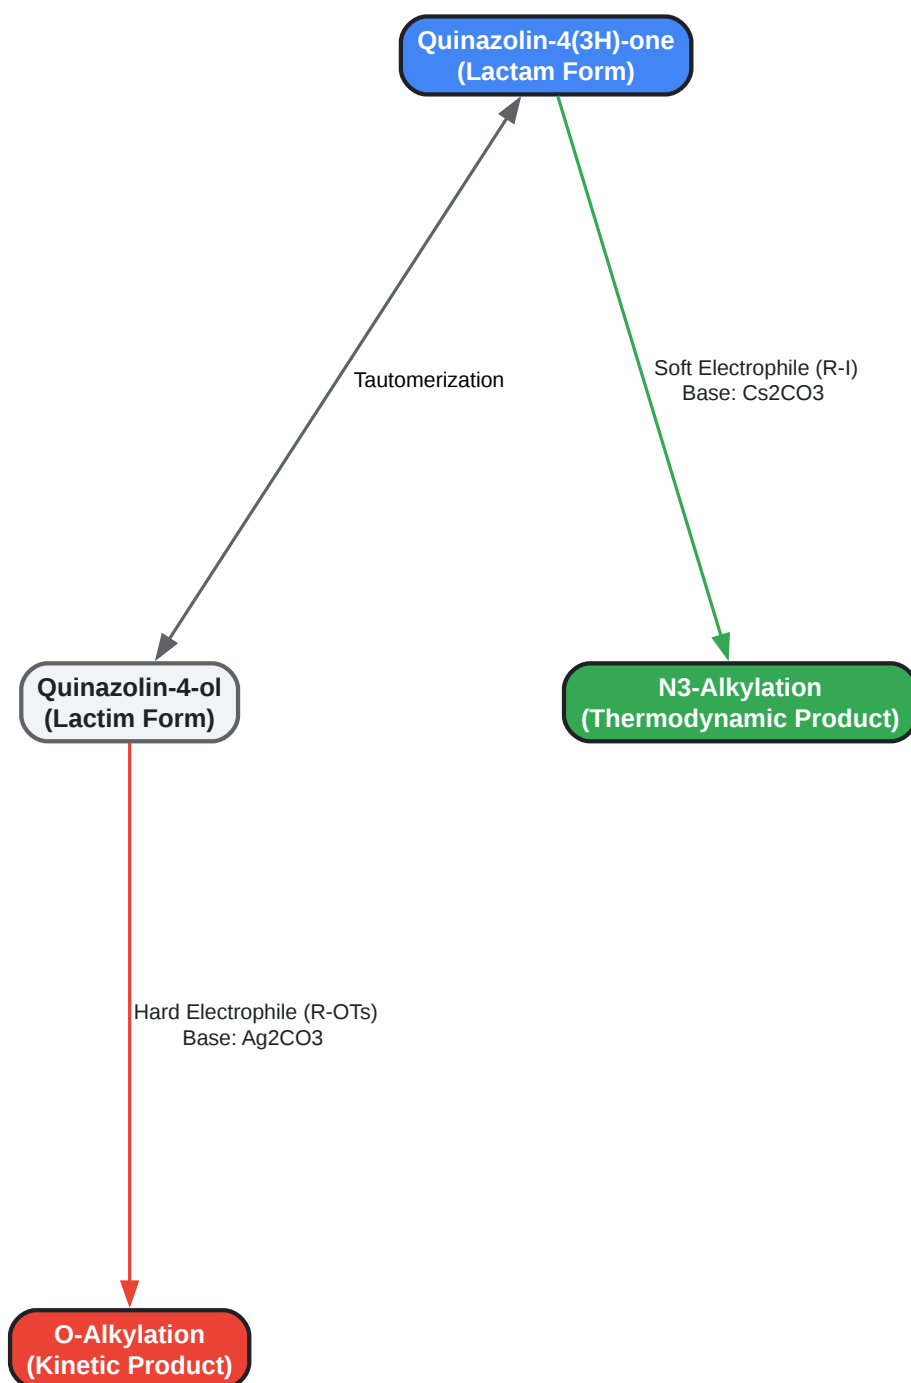 Quinazolin-4(3H)-one
(Lactam Form)
Soft Electrophile (R-I)
Base: Cs2CO3
Tautomerization
Quinazolin-4-ol
(Lactim Form)
N3-Alkylation
(Thermodynamic Product)
Hard Electrophile (R-OTs)
Base: Ag2CO3
O-Alkylation
(Kinetic Product)